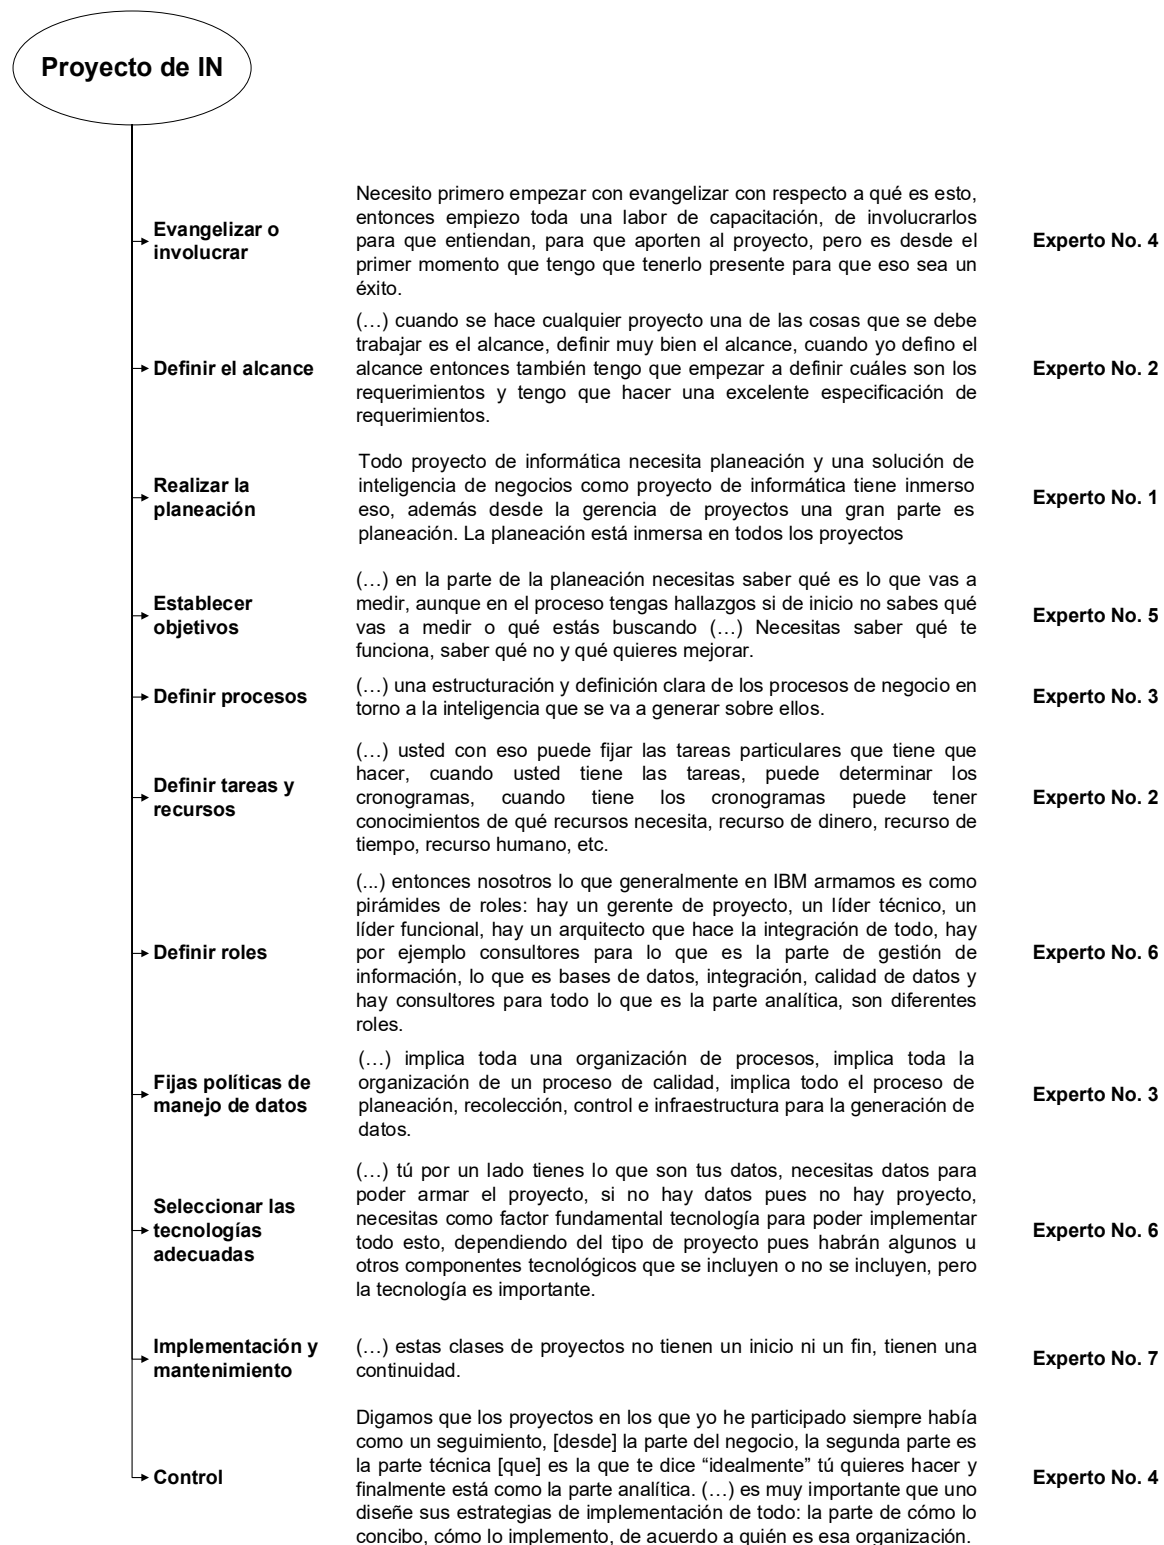 Proyecto de IN
Evangelizar o
involucrar
Necesito primero empezar con evangelizar con respecto a qué es esto,
entonces empiezo toda una labor de capacitación, de involucrarlos
para que entiendan, para que aporten al proyecto, pero es desde el
primer momento que tengo que tenerlo presente para que eso sea un
éxito.
Experto No. 4
Definir el alcance
(…) cuando se hace cualquier proyecto una de las cosas que se debe
trabajar es el alcance, definir muy bien el alcance, cuando yo defino el
alcance entonces también tengo que empezar a definir cuáles son los
requerimientos y tengo que hacer una excelente especificación de
requerimientos.
Experto No. 2
Realizar la
planeación
Todo proyecto de informática necesita planeación y una solución de
inteligencia de negocios como proyecto de informática tiene inmerso
eso, además desde la gerencia de proyectos una gran parte es
planeación. La planeación está inmersa en todos los proyectos
Experto No. 1
Establecer
objetivos
(…) en la parte de la planeación necesitas saber qué es lo que vas a
medir, aunque en el proceso tengas hallazgos si de inicio no sabes qué
vas a medir o qué estás buscando (…) Necesitas saber qué te
funciona, saber qué no y qué quieres mejorar.
Experto No. 5
Definir procesos
(…) una estructuración y definición clara de los procesos de negocio en
torno a la inteligencia que se va a generar sobre ellos.
Experto No. 3
Definir tareas y
recursos
(…) usted con eso puede fijar las tareas particulares que tiene que
hacer, cuando usted tiene las tareas, puede determinar los
cronogramas, cuando tiene los cronogramas puede tener
conocimientos de qué recursos necesita, recurso de dinero, recurso de
tiempo, recurso humano, etc.
Experto No. 2
Definir roles
(...) entonces nosotros lo que generalmente en IBM armamos es como
pirámides de roles: hay un gerente de proyecto, un líder técnico, un
líder funcional, hay un arquitecto que hace la integración de todo, hay
por ejemplo consultores para lo que es la parte de gestión de
información, lo que es bases de datos, integración, calidad de datos y
hay consultores para todo lo que es la parte analítica, son diferentes
roles.
Experto No. 6
Fijas políticas de
manejo de datos
(…) implica toda una organización de procesos, implica toda la
organización de un proceso de calidad, implica todo el proceso de
planeación, recolección, control e infraestructura para la generación de
datos.
Experto No. 3
Seleccionar las
tecnologías
adecuadas
(…) tú por un lado tienes lo que son tus datos, necesitas datos para
poder armar el proyecto, si no hay datos pues no hay proyecto,
necesitas como factor fundamental tecnología para poder implementar
todo esto, dependiendo del tipo de proyecto pues habrán algunos u
otros componentes tecnológicos que se incluyen o no se incluyen, pero
la tecnología es importante.
Experto No. 6
Implementación y
mantenimiento
(…) estas clases de proyectos no tienen un inicio ni un fin, tienen una
continuidad.
Experto No. 7
Control
Digamos que los proyectos en los que yo he participado siempre había
como un seguimiento, [desde] la parte del negocio, la segunda parte es
la parte técnica [que] es la que te dice “idealmente” tú quieres hacer y
finalmente está como la parte analítica. (…) es muy importante que uno
diseñe sus estrategias de implementación de todo: la parte de cómo lo
concibo, cómo lo implemento, de acuerdo a quién es esa organización.
Experto No. 4